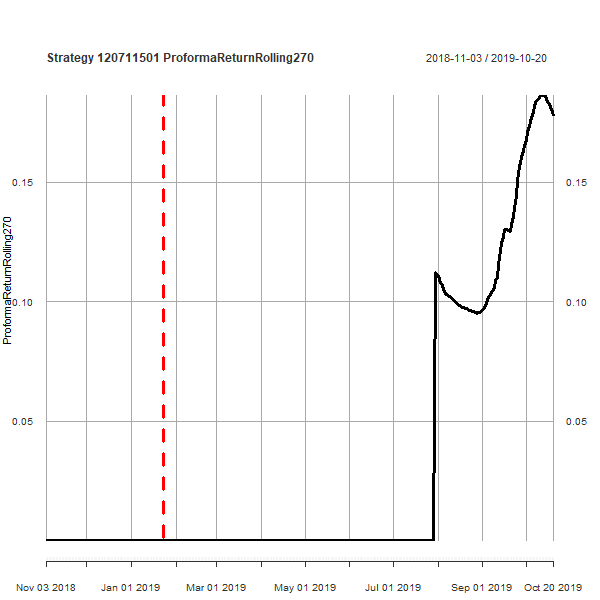 Strategy 120711501 ProformaReturnRolling270
2018-11-03 / 2019-10-20
ProformaReturnRolling270
0.15
0.10
0.05
0.15
0.10
0.05
Nov 03 2018
Jan 01 2019
Mar 01 2019
May 01 2019
Jul 01 2019
Sep 01 2019
Oct 20 2019